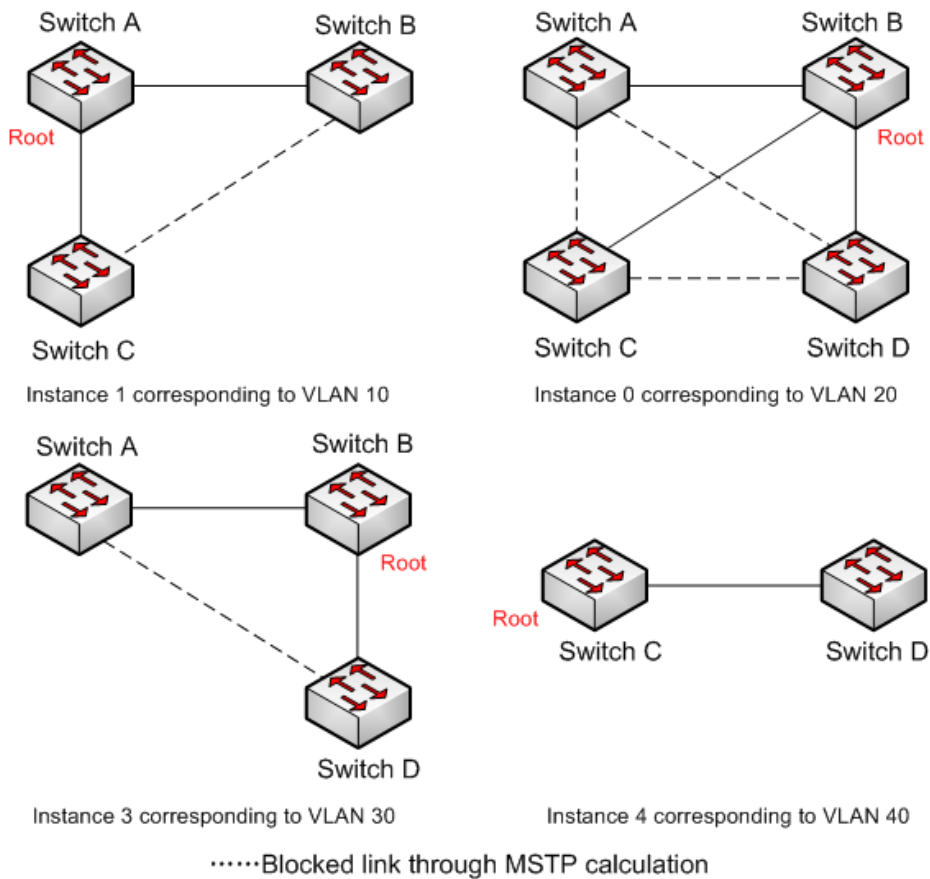 Switch A
Switch B
Root
Switch C
Instance 1 corresponding to VLAN 10
Switch A
Switch B
Root
Switch C
Switch D
Instance 0 corresponding to VLAN 20
Switch A
Switch B
Root
Switch D
Instance 3 corresponding to VLAN 30
Root
Switch C
Switch D
Instance 4 corresponding to VLAN 40
······Blocked link through MSTP calculation